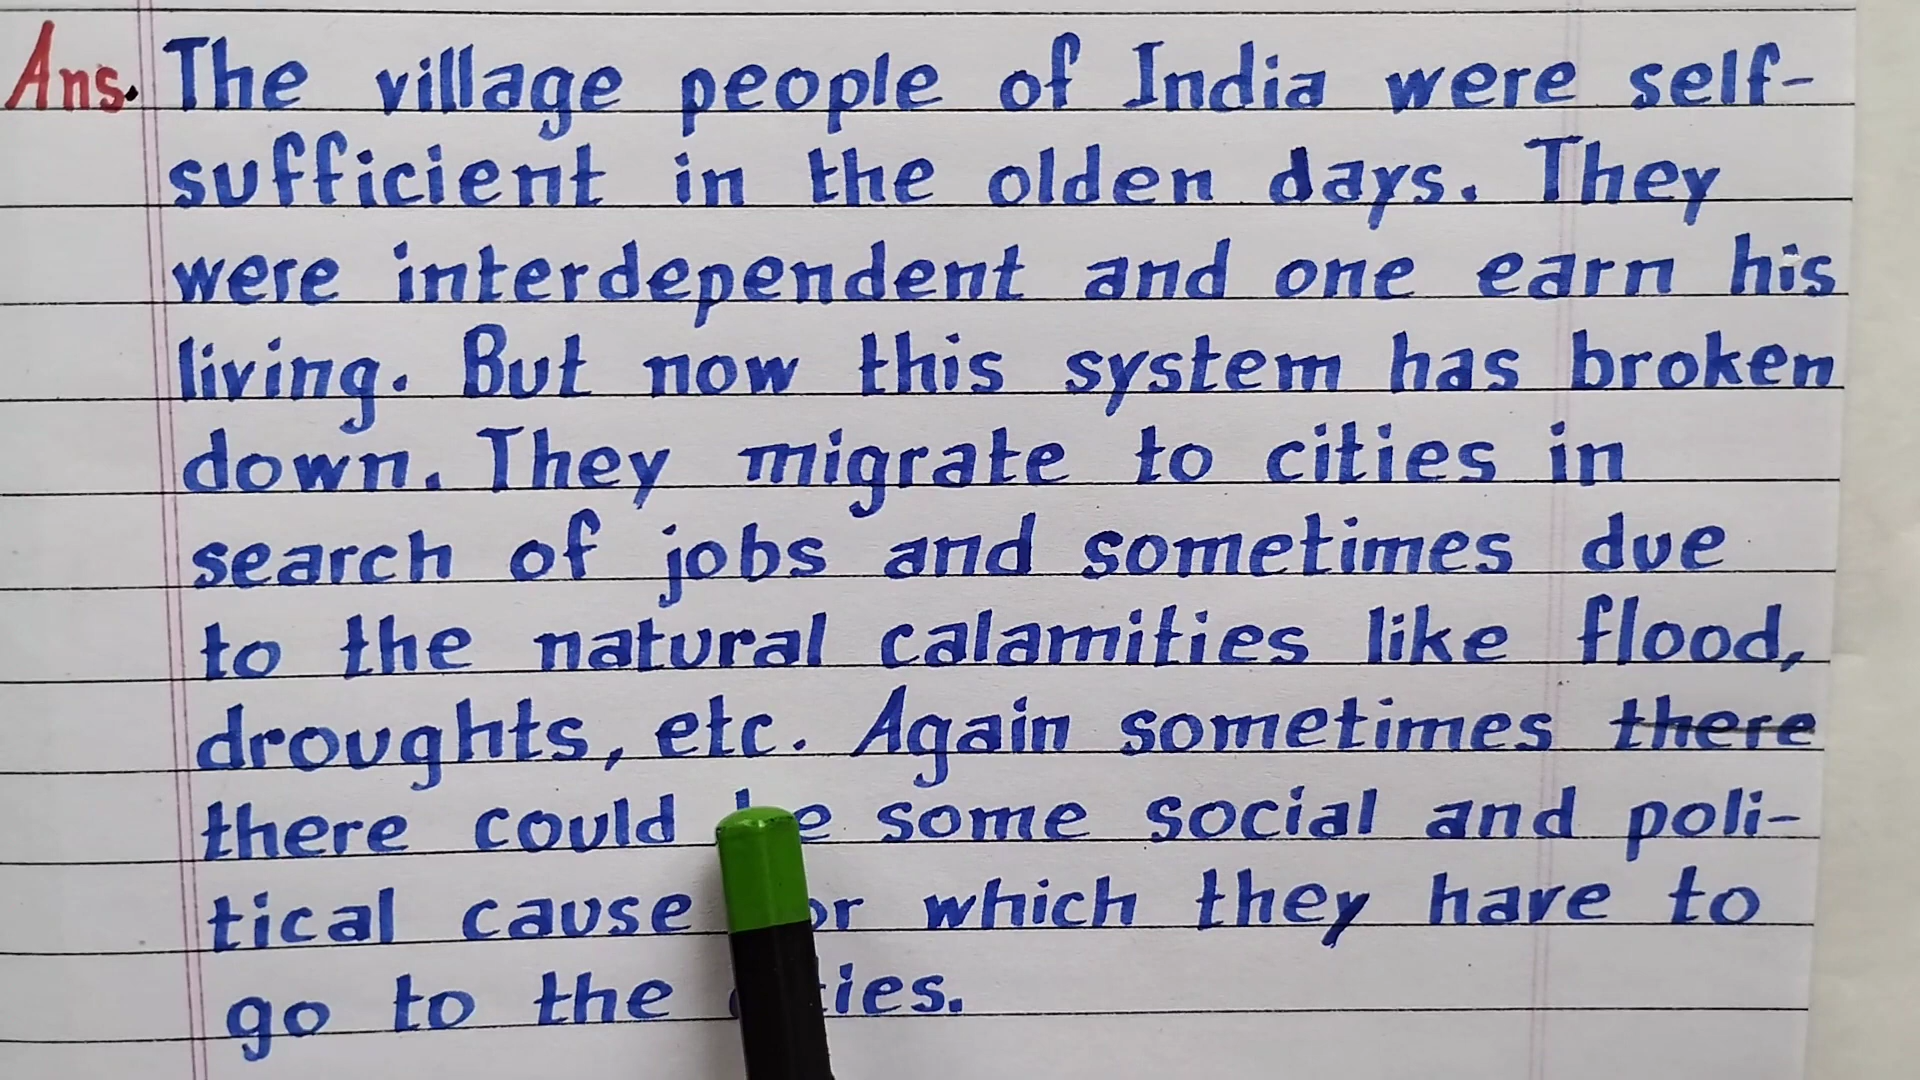 Ans. The village people of India were self-
sufficient in the olden days. They
were interdependent and one earn his
living. But now this system has broken
down. They migrate to cities in
search of jobs and sometimes due
to the natural calamities like flood,
droughts, etc. Again sometimes there
there could be some social and poli-
tical cause for which they have to
go to the cities.